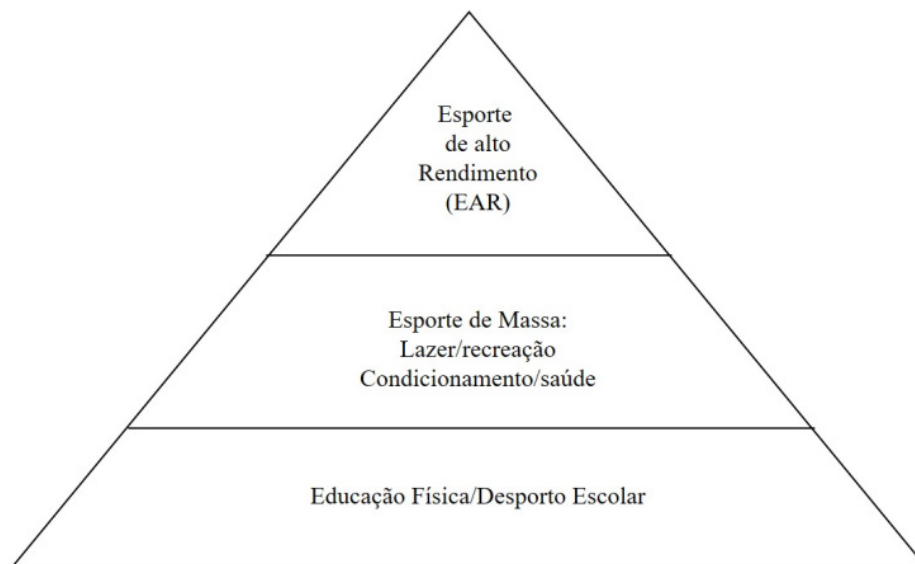 Esporte
de alto
Rendimento
(EAR)
Esporte de Massa:
Lazer/recreação
Condicionamento/saúde
Educação Física/Desporto Escolar